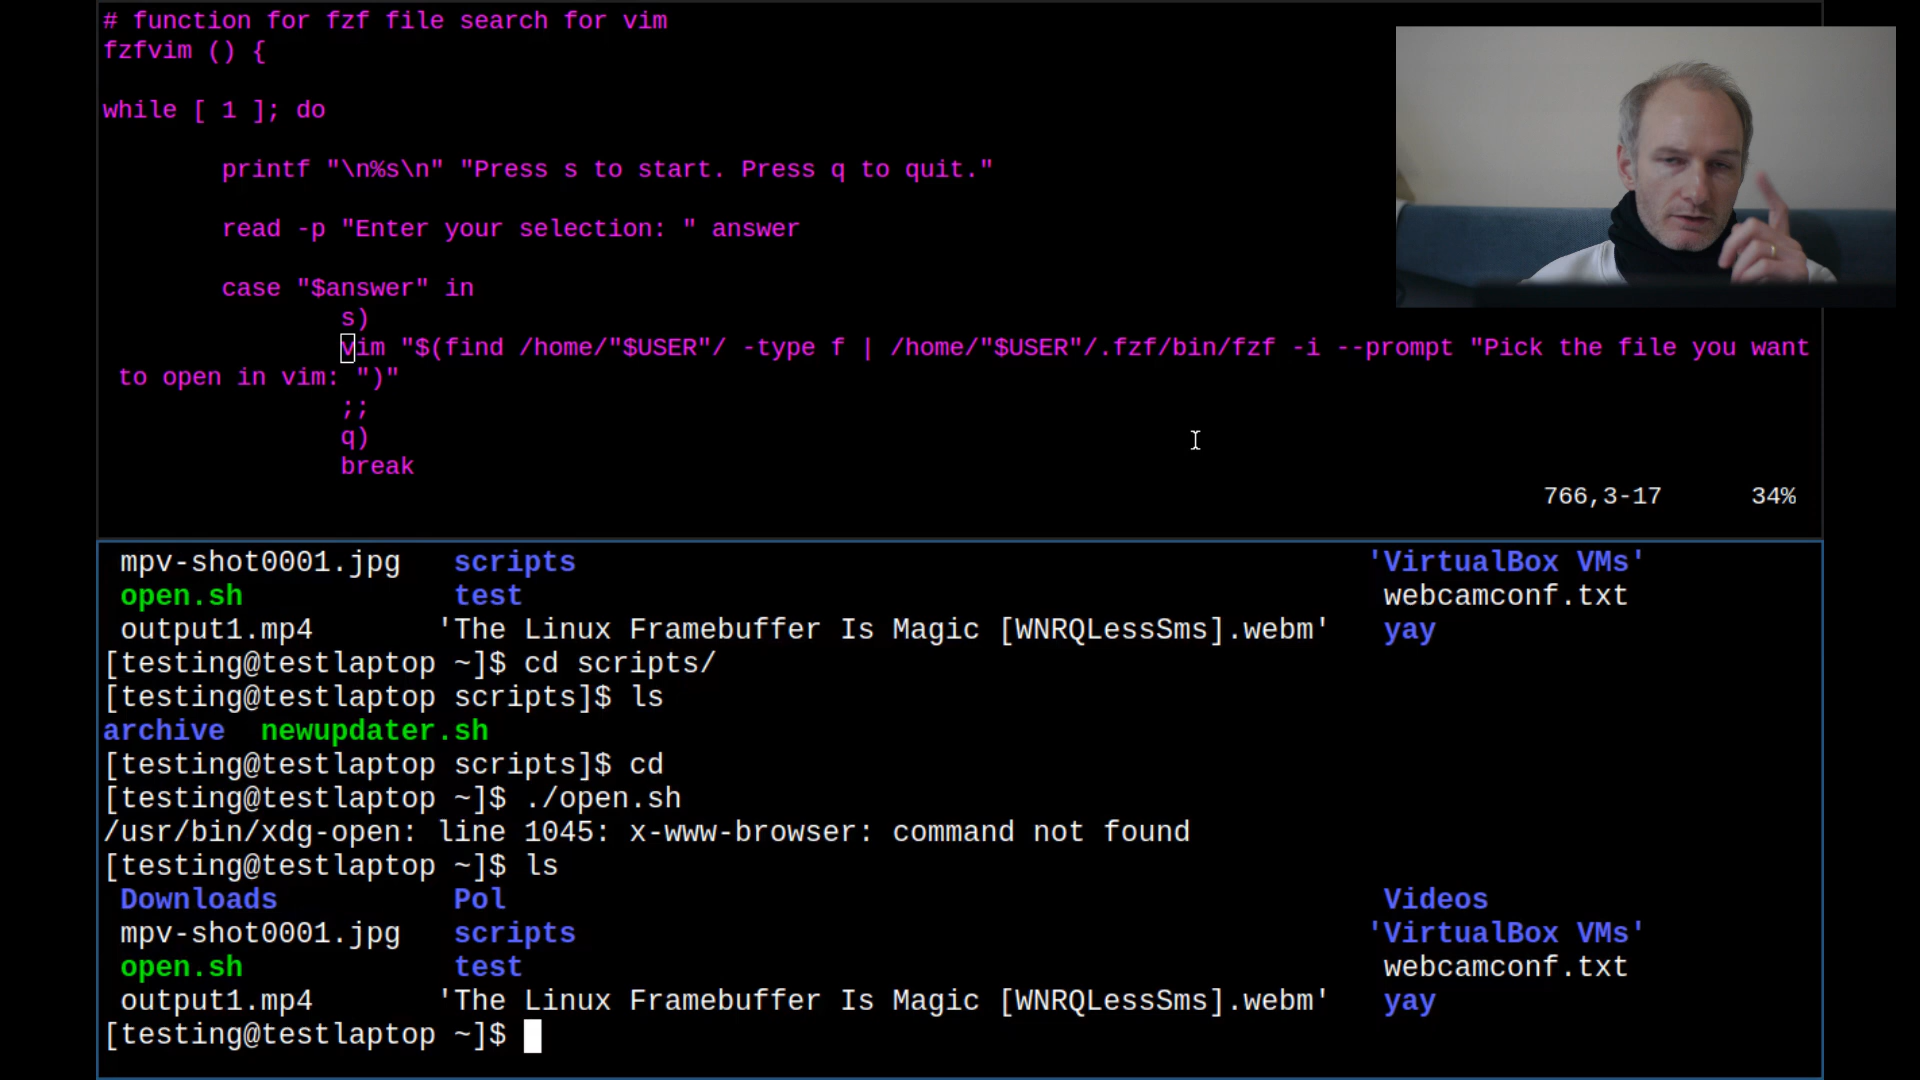 # function for fzf file search for vim
fzfvim () {
while [ 1 ]; do
printf "\n%s\n" "Press s to start. Press q to quit."
read -p "Enter your selection: " answer
case "$answer" in
s)
vim "$(find /home/"$USER"/ -type f | /home/"$USER"/.fzf/bin/fzf -i --prompt "Pick the file you want
to open in vim: ")"
;;
q)
break
766,3-17 34%
mpv-shot0001.jpg scripts 'VirtualBox VMs'
open.sh test webcamconf.txt
output1.mp4 'The Linux Framebuffer Is Magic [WNRQLessSms].webm' yay
[testing@testlaptop ~]$ cd scripts/
[testing@testlaptop scripts]$ ls
archive newupdater.sh
[testing@testlaptop scripts]$ cd
[testing@testlaptop ~]$ ./open.sh
/usr/bin/xdg-open: line 1045: x-www-browser: command not found
[testing@testlaptop ~]$ ls
Downloads Pol Videos
mpv-shot0001.jpg scripts 'VirtualBox VMs'
open.sh test webcamconf.txt
output1.mp4 'The Linux Framebuffer Is Magic [WNRQLessSms].webm' yay
[testing@testlaptop ~]$